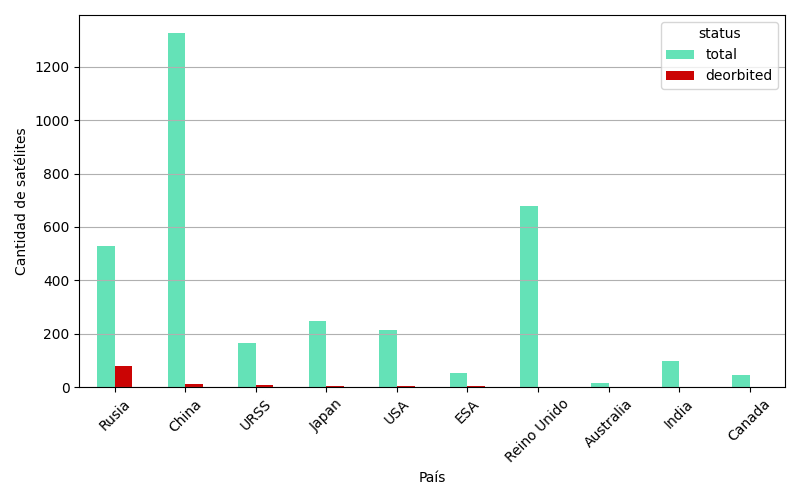 status
total
deorbited
Cantidad de satélites
1200
1000
800
600
400
200
0
Rusia
China
URSS
Japan
USA
ESA
Reino Unido
Australia
India
Canada
País